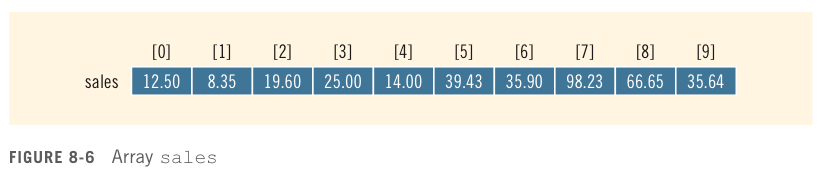 [0] [1] [2] [3] [4] [5] [6] [7] [8] [9]
sales 12.50 8.35 19.60 25.00 14.00 39.43 35.90 98.23 66.65 35.64
FIGURE 8-6 Array sales